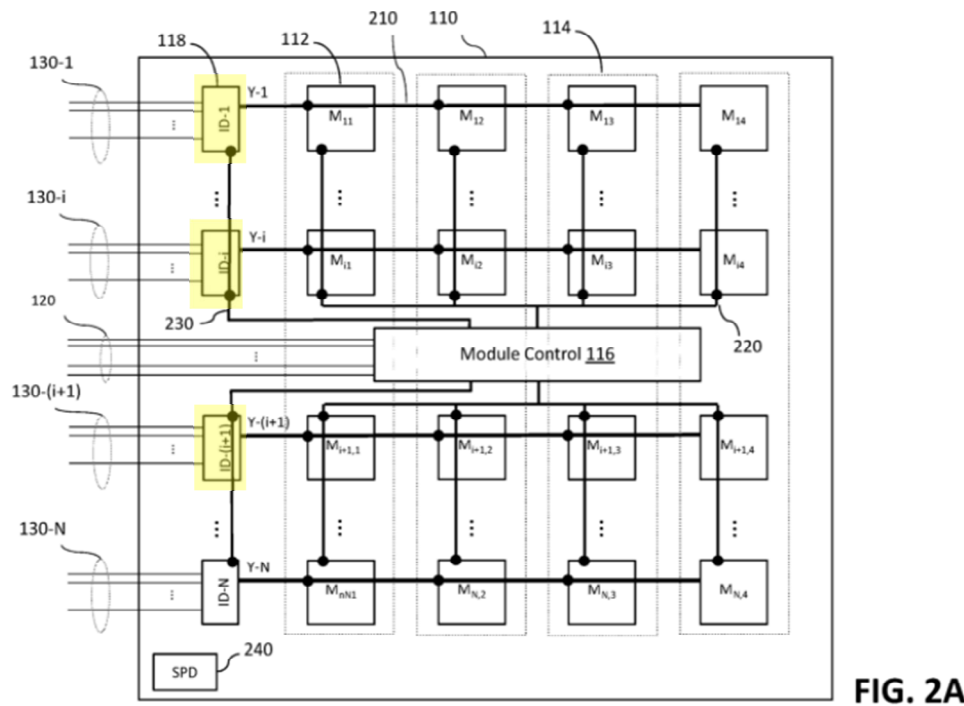 210 110
118 112 114
130-1
ID-1 Y-1 M11 M12 M13 M14
... ... ... ... ... ...
130-i
ID-i Y-i Mi1 Mi2 Mi3 Mi4
...
120 230 220
... Module Control 116
130-(i+1)
ID-(i+1) Y-(i+1) Mi+1,1 Mi+1,2 Mi+1,3 Mi+1,4
...
... ... ... ... ...
130-N
ID-N Y-N MnN1 MN,2 MN,3 MN,4
...
240
SPD
FIG. 2A